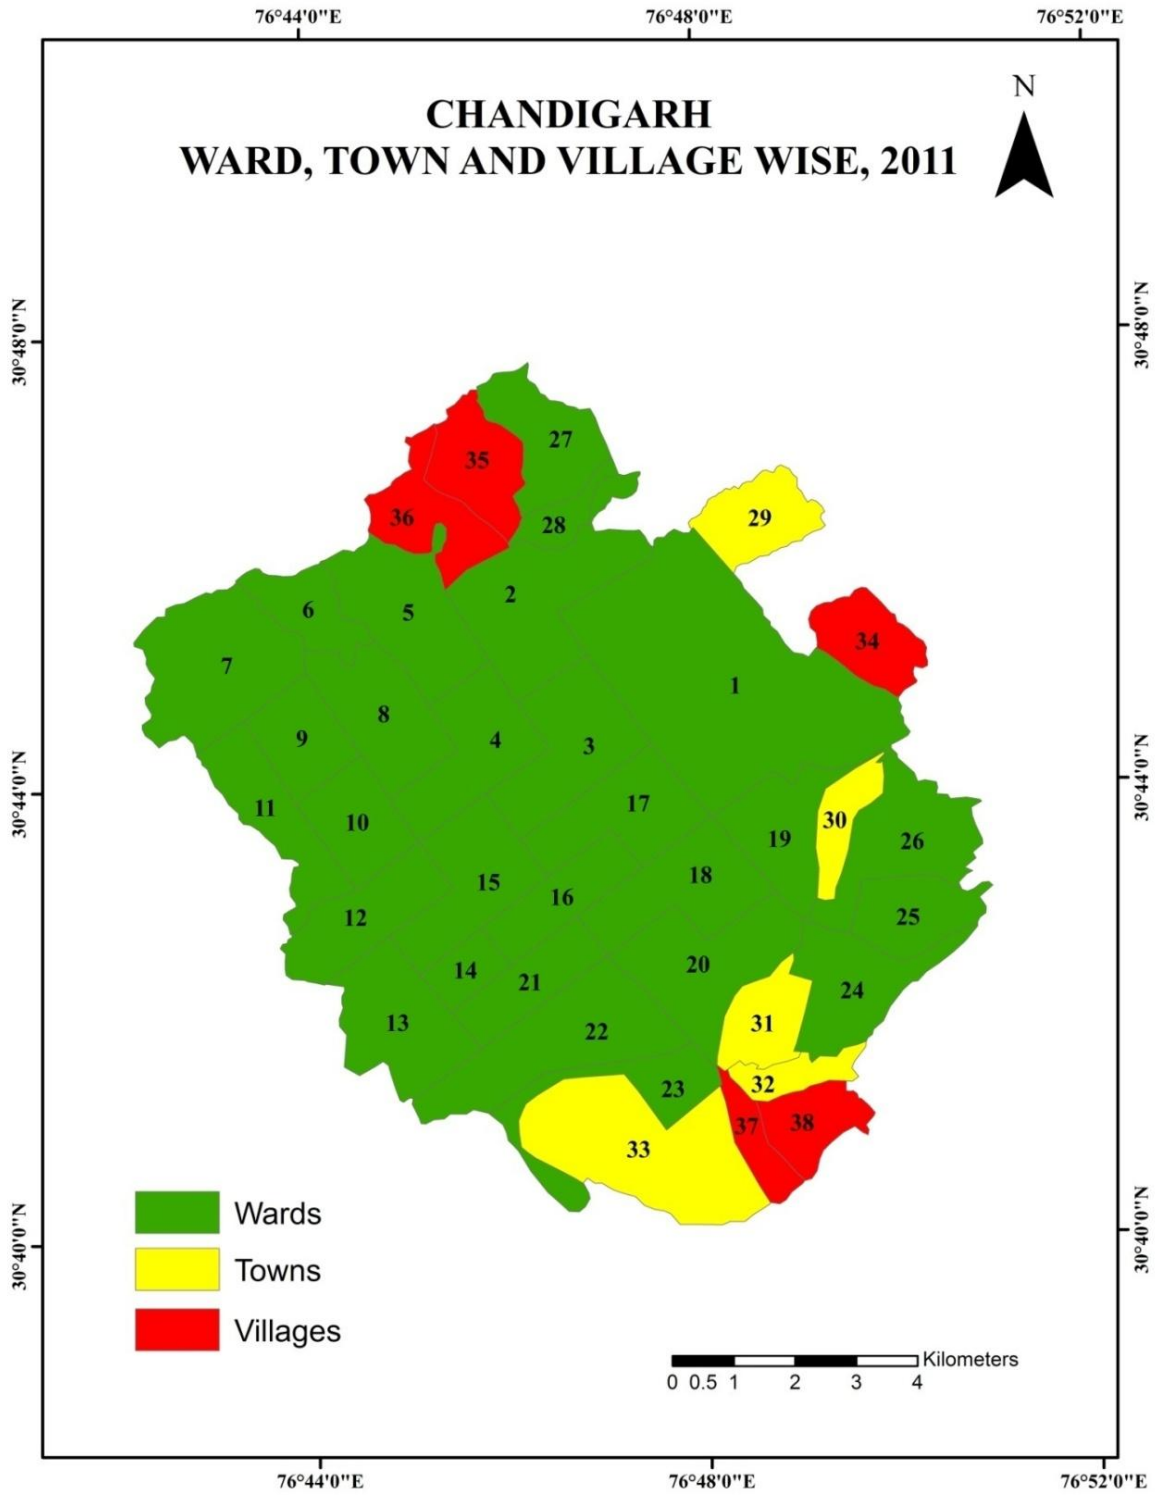 76°44'0"E 76°48'0"E 76°52'0"E
N
CHANDIGARH
WARD, TOWN AND VILLAGE WISE, 2011
30°48'0"N 30°48'0"N
27
35
36 28 29
2
6 5 34
7 1
8
9 4 3
30°44'0"N 30°44'0"N
11 10 17 30
19 26
15 16 18
12 25
14 21 20
24
13 22 31
23 32
37 38
33
30°40'0"N 30°40'0"N
Wards
Towns
Villages
Kilometers
0 0.5 1 2 3 4
76°44'0"E 76°48'0"E 76°52'0"E